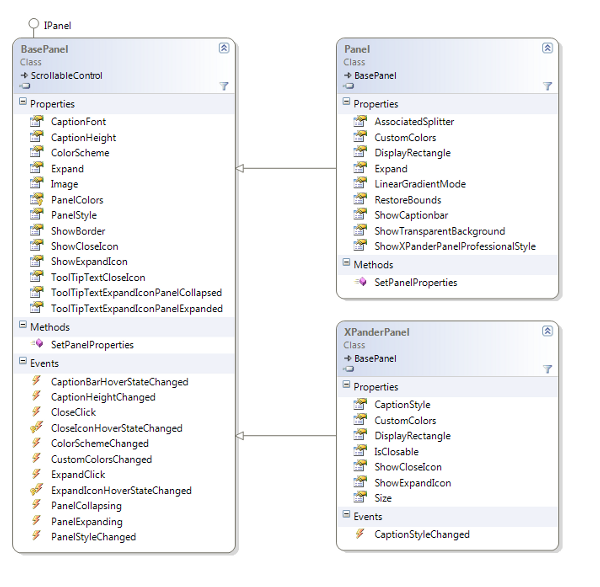 IPanel
BasePanel
Class
ScrollableControl
Properties
CaptionFont
CaptionHeight
ColorScheme
Expand
Image
PanelColors
PanelStyle
ShowBorder
ShowCloseIcon
ShowExpandIcon
ToolTipTextCloseIcon
ToolTipTextExpandIconPanelCollapsed
ToolTipTextExpandIconPanelExpanded
Methods
SetPanelProperties
Events
CaptionBarHoverStateChanged
CaptionHeightChanged
CloseClick
CloseIconHoverStateChanged
ColorSchemeChanged
CustomColorsChanged
ExpandClick
ExpandIconHoverStateChanged
PanelCollapsing
PanelExpanding
PanelStyleChanged
Panel
Class
BasePanel
Properties
AssociatedSplitter
CustomColors
DisplayRectangle
Expand
LinearGradientMode
RestoreBounds
ShowCaptionbar
ShowTransparentBackground
ShowXPanderPanelProfessionalStyle
Methods
SetPanelProperties
XPanderPanel
Class
BasePanel
Properties
CaptionStyle
CustomColors
DisplayRectangle
IsClosable
ShowCloseIcon
ShowExpandIcon
Size
Events
CaptionStyleChanged